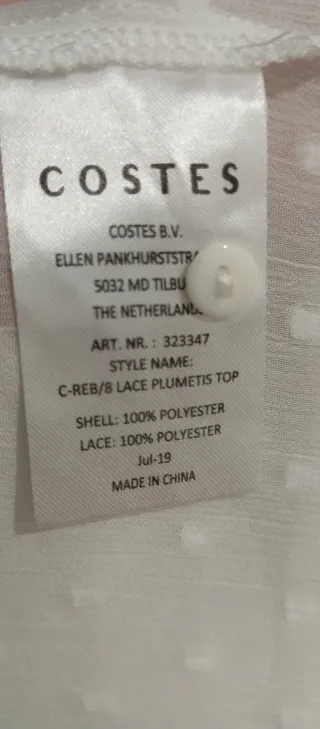 COSTES
COSTES B.V.
ELLEN PANKHURSTSTRA
5032 MD TILBU
THE NETHERLAND
ART. NR. : 323347
STYLE NAME:
C-REB/8 LACE PLUMETIS TOP
SHELL: 100% POLYESTER
LACE: 100% POLYESTER
Jul-19
MADE IN CHINA